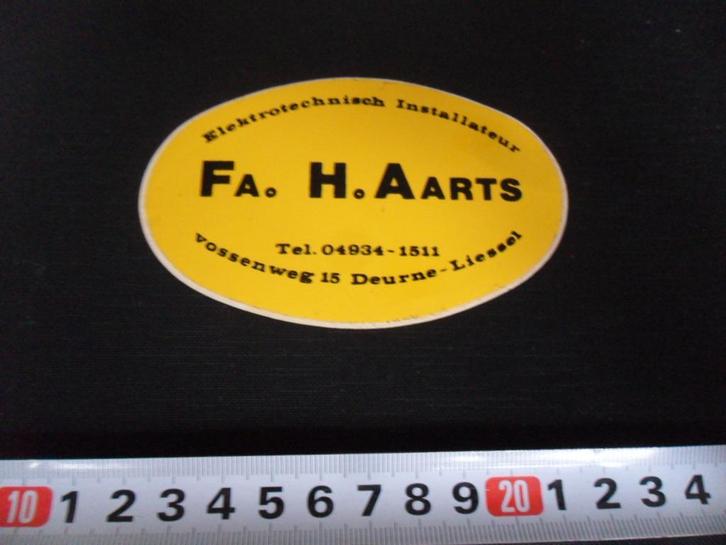 Elektrotechnisch Installateur
FA. H. AARTS
Tel. 04934-1511
Vossenweg 15 Deurne-Liessel
10 1 2 3 4 5 6 7 8 9 20 1 2 3 4